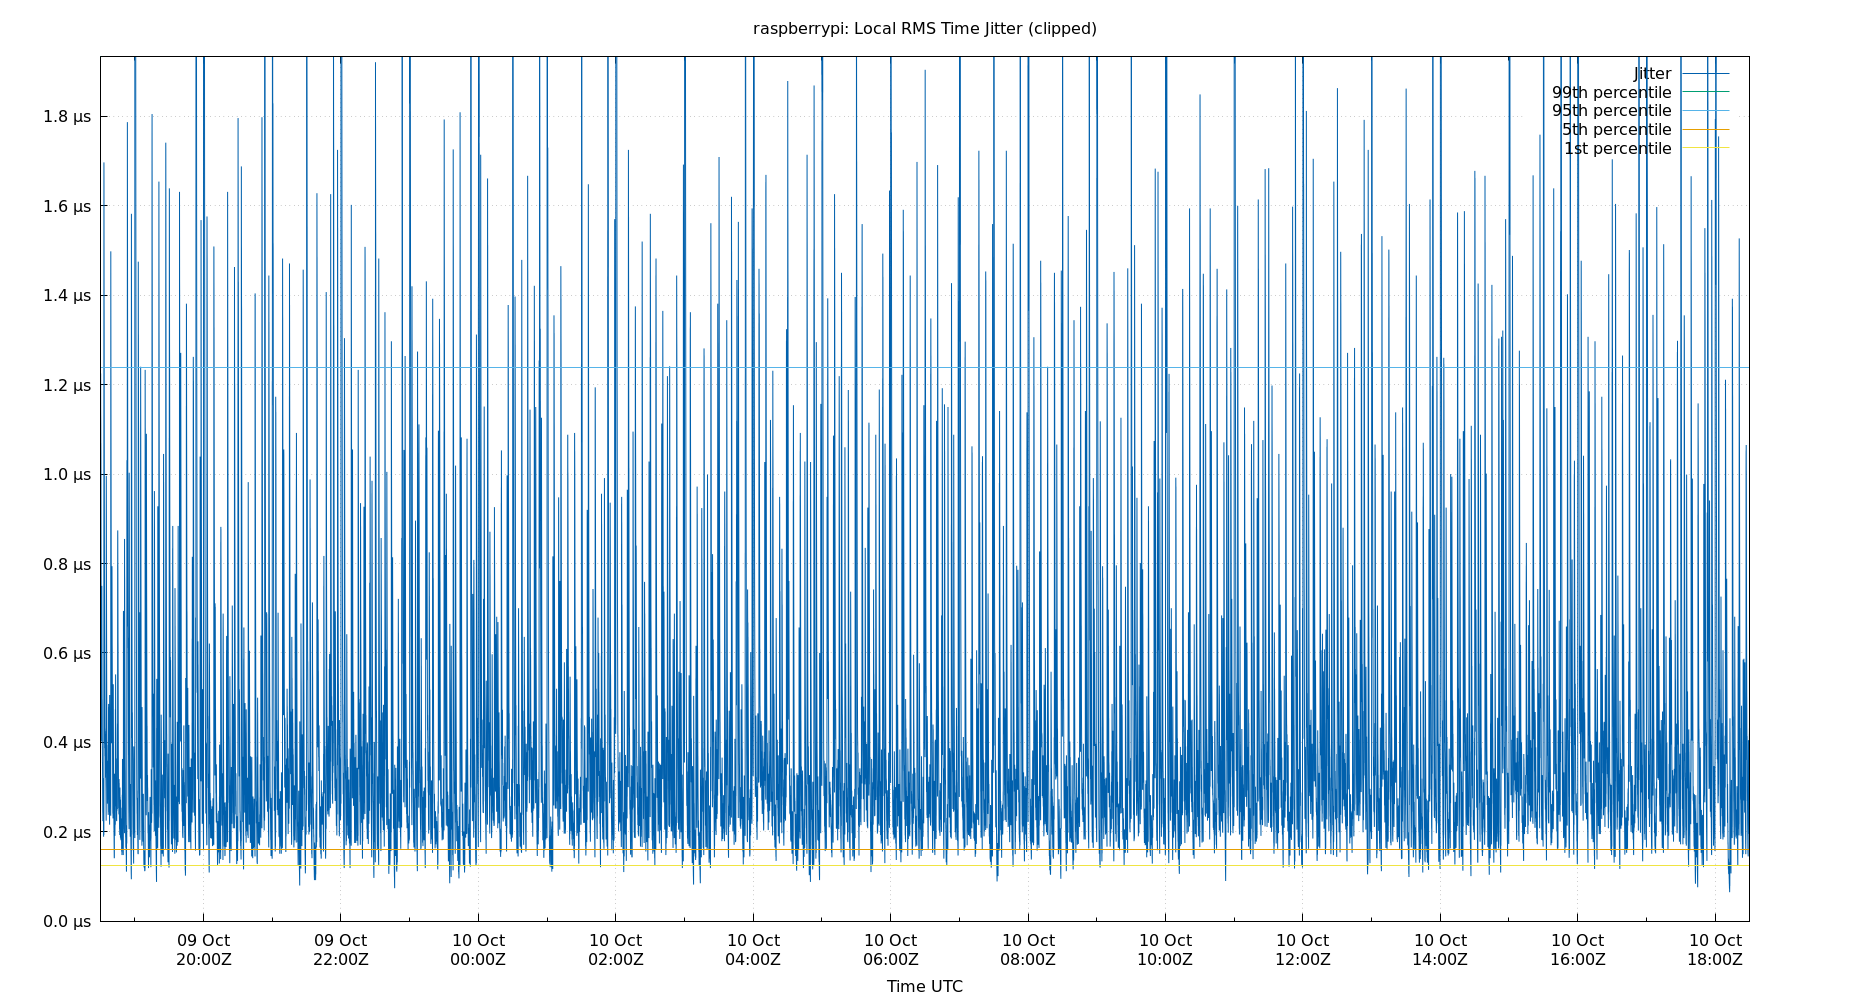 raspberrypi: Local RMS Time Jitter (clipped)
Jitter
99th percentile
95th percentile
5th percentile
1st percentile
1.8 µs
1.6 µs
1.4 µs
1.2 µs
1.0 µs
0.8 µs
0.6 µs
0.4 µs
0.2 µs
0.0 µs
09 Oct 09 Oct 10 Oct 10 Oct 10 Oct 10 Oct 10 Oct 10 Oct 10 Oct 10 Oct 10 Oct 10 Oct
20:00Z 22:00Z 00:00Z 02:00Z 04:00Z 06:00Z 08:00Z 10:00Z 12:00Z 14:00Z 16:00Z 18:00Z
Time UTC